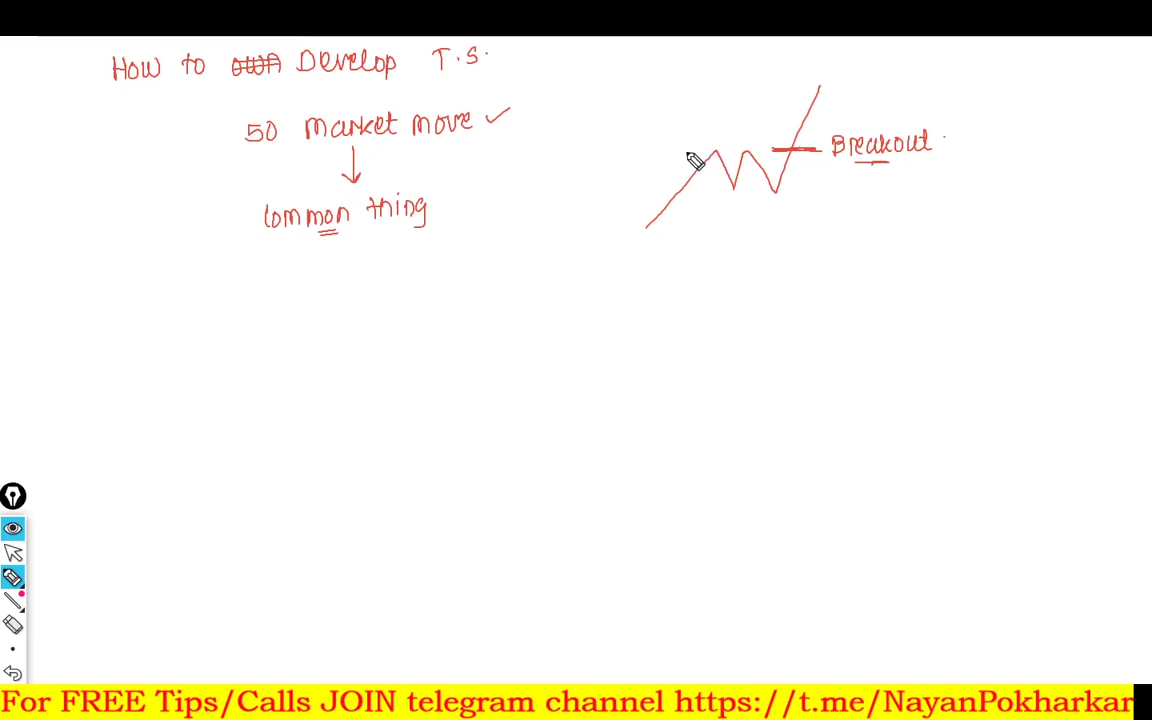 How to Develop T.S.
50 market move
common thing
Breakout
For FREE Tips/Calls JOIN telegram channel https://t.me/NayanPokharkar